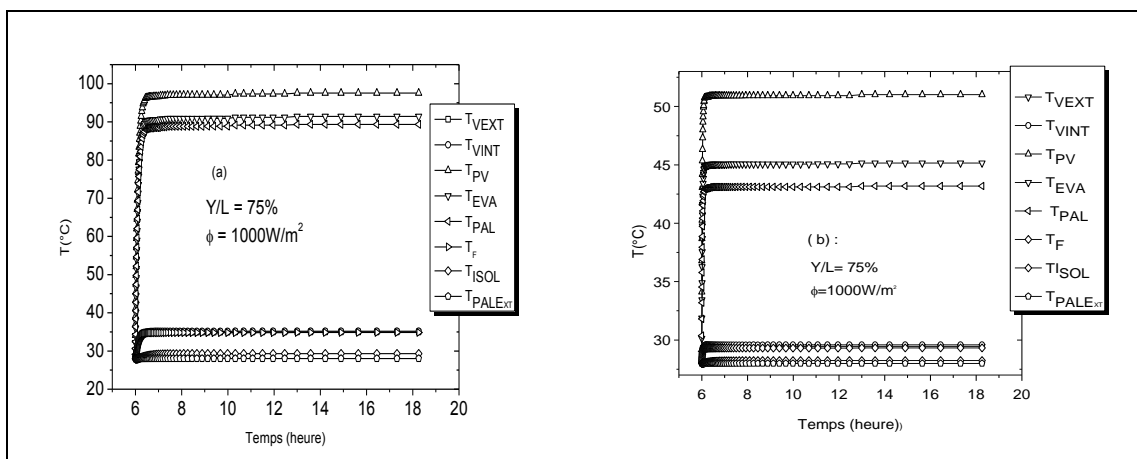 100
90
80
70
60
50
40
30
20
6 8 10 12 14 16 18 20
T(°C)
Temps (heure)
(a)
Y/L = 75%
ϕ = 1000W/m²
T_VEXT
T_VINT
T_PV
T_EVA
T_PAL
T_F
T_ISOL
T_PALEXT
50
45
40
35
30
6 8 10 12 14 16 18 20
T(°C)
Temps (heure))
( b ) :
Y/L= 75%
ϕ=1000W/m²
T_VEXT
T_VINT
T_PV
T_EVA
T_PAL
T_F
TI_SOL
T_PALEXT